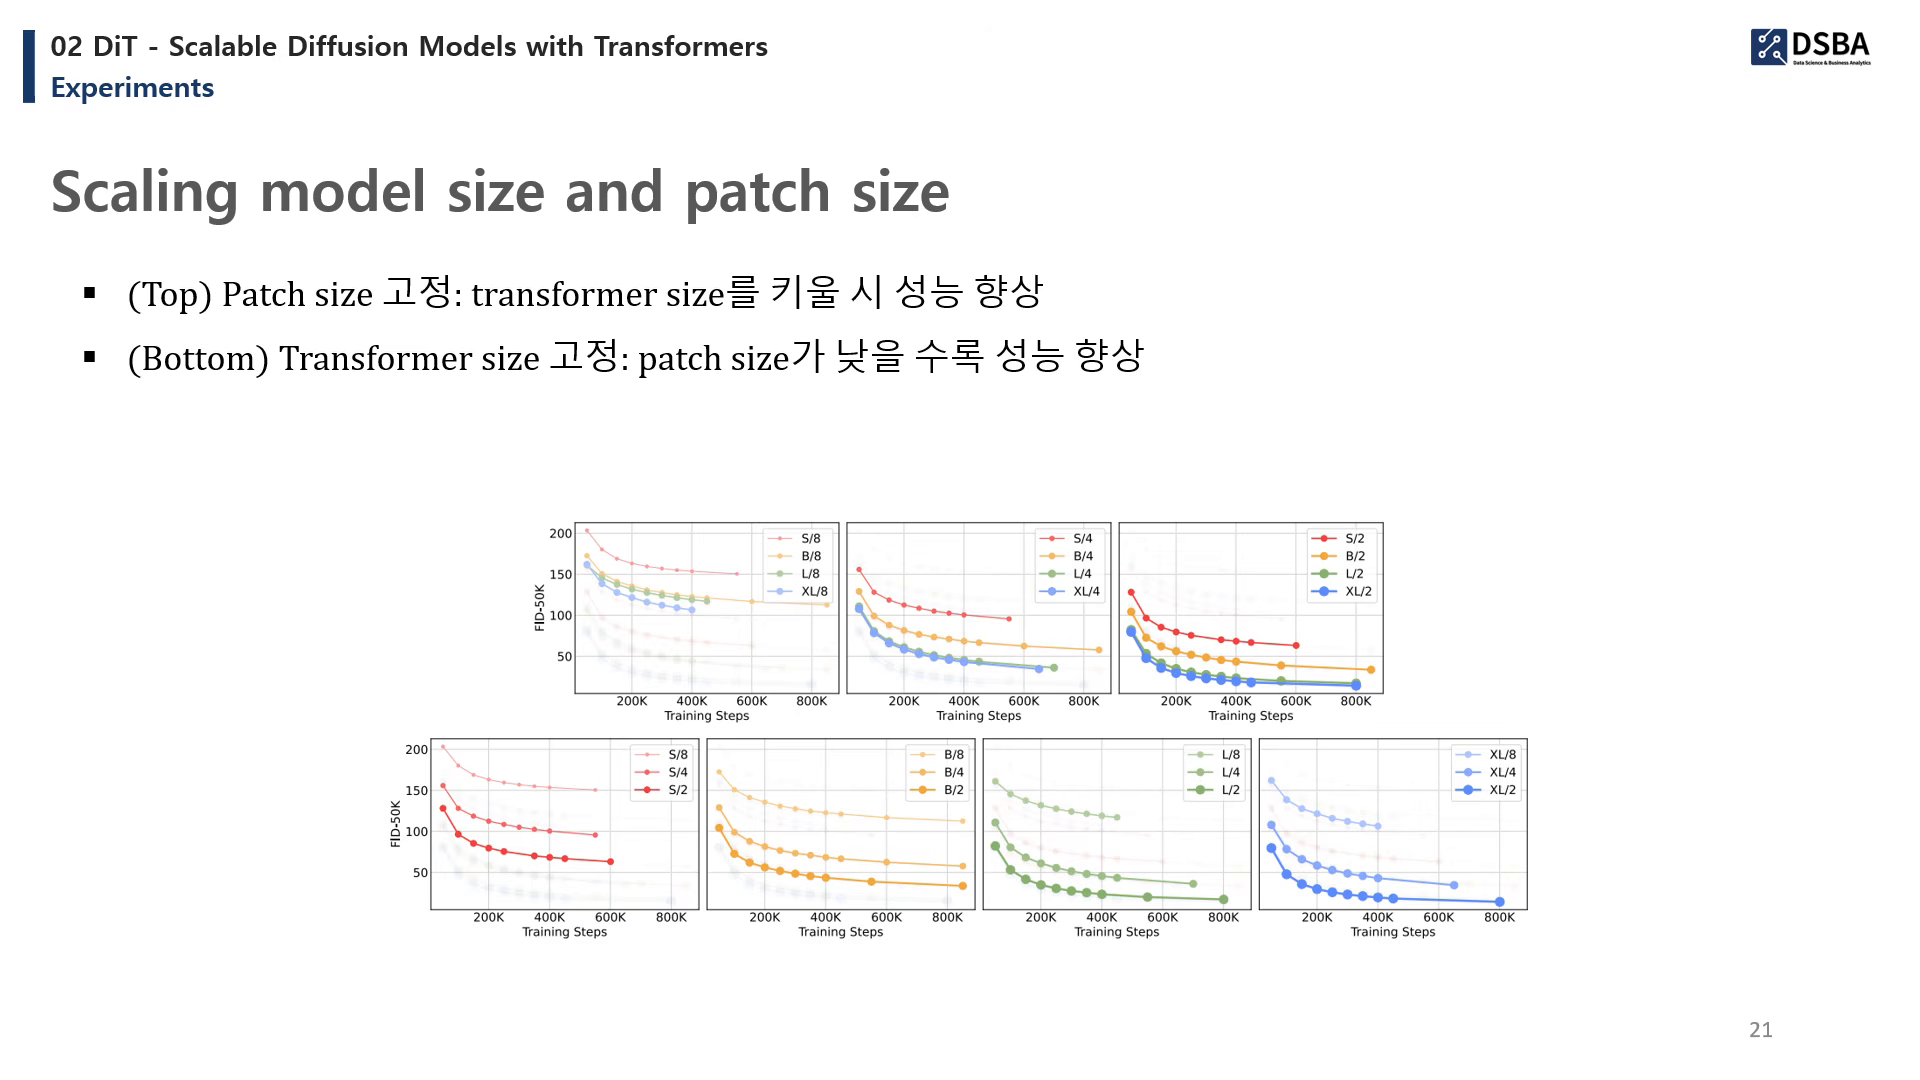 02 DiT - Scalable Diffusion Models with Transformers
Experiments
DSBA
Data Science & Business Analytics
Scaling model size and patch size
▪ (Top) Patch size 고정: transformer size를 키울 시 성능 향상
▪ (Bottom) Transformer size 고정: patch size가 낮을 수록 성능 향상
FID-50K
200
150
100
50
S/8
B/8
L/8
XL/8
200K 400K 600K 800K
Training Steps
S/4
B/4
L/4
XL/4
200K 400K 600K 800K
Training Steps
S/2
B/2
L/2
XL/2
200K 400K 600K 800K
Training Steps
FID-50K
200
150
100
50
S/8
S/4
S/2
200K 400K 600K 800K
Training Steps
B/8
B/4
B/2
200K 400K 600K 800K
Training Steps
L/8
L/4
L/2
200K 400K 600K 800K
Training Steps
XL/8
XL/4
XL/2
200K 400K 600K 800K
Training Steps
21